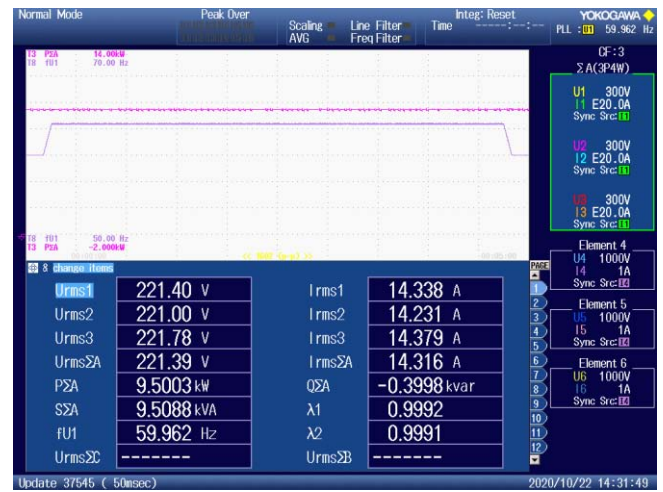 Normal Mode
Peak Over
Scaling
AVG
Line Filter
Freq Filter
Integ: Reset
Time -----:--:--
YOKOGAWA
PLL : U1 59.962 Hz
T3 PΣA 14.00kW
T8 fU1 70.00 Hz
T8 fU1 50.00 Hz
T3 PΣA -2.000kW
CF:3
ΣA(3P4W)
U1 300V
I1 E20.0A
Sync Src:I1
U2 300V
I2 E20.0A
Sync Src:I1
U3 300V
I3 E20.0A
Sync Src:I1
Element 4
U4 1000V
I4 1A
Sync Src:I4
Element 5
U5 1000V
I5 1A
Sync Src:I4
Element 6
U6 1000V
I6 1A
Sync Src:I4
8 change items
PAGE
Urms1 221.40 V Irms1 14.338 A
Urms2 221.00 V Irms2 14.231 A
Urms3 221.78 V Irms3 14.379 A
UrmsΣA 221.39 V IrmsΣA 14.316 A
PΣA 9.5003 kW QΣA -0.3998 kvar
SΣA 9.5088 kVA λ1 0.9992
fU1 59.962 Hz λ2 0.9991
UrmsΣC ------- UrmsΣB -------
1
2
3
4
5
6
7
8
9
10
11
12
Update 37545 ( 50msec)
2020/10/22 14:31:49